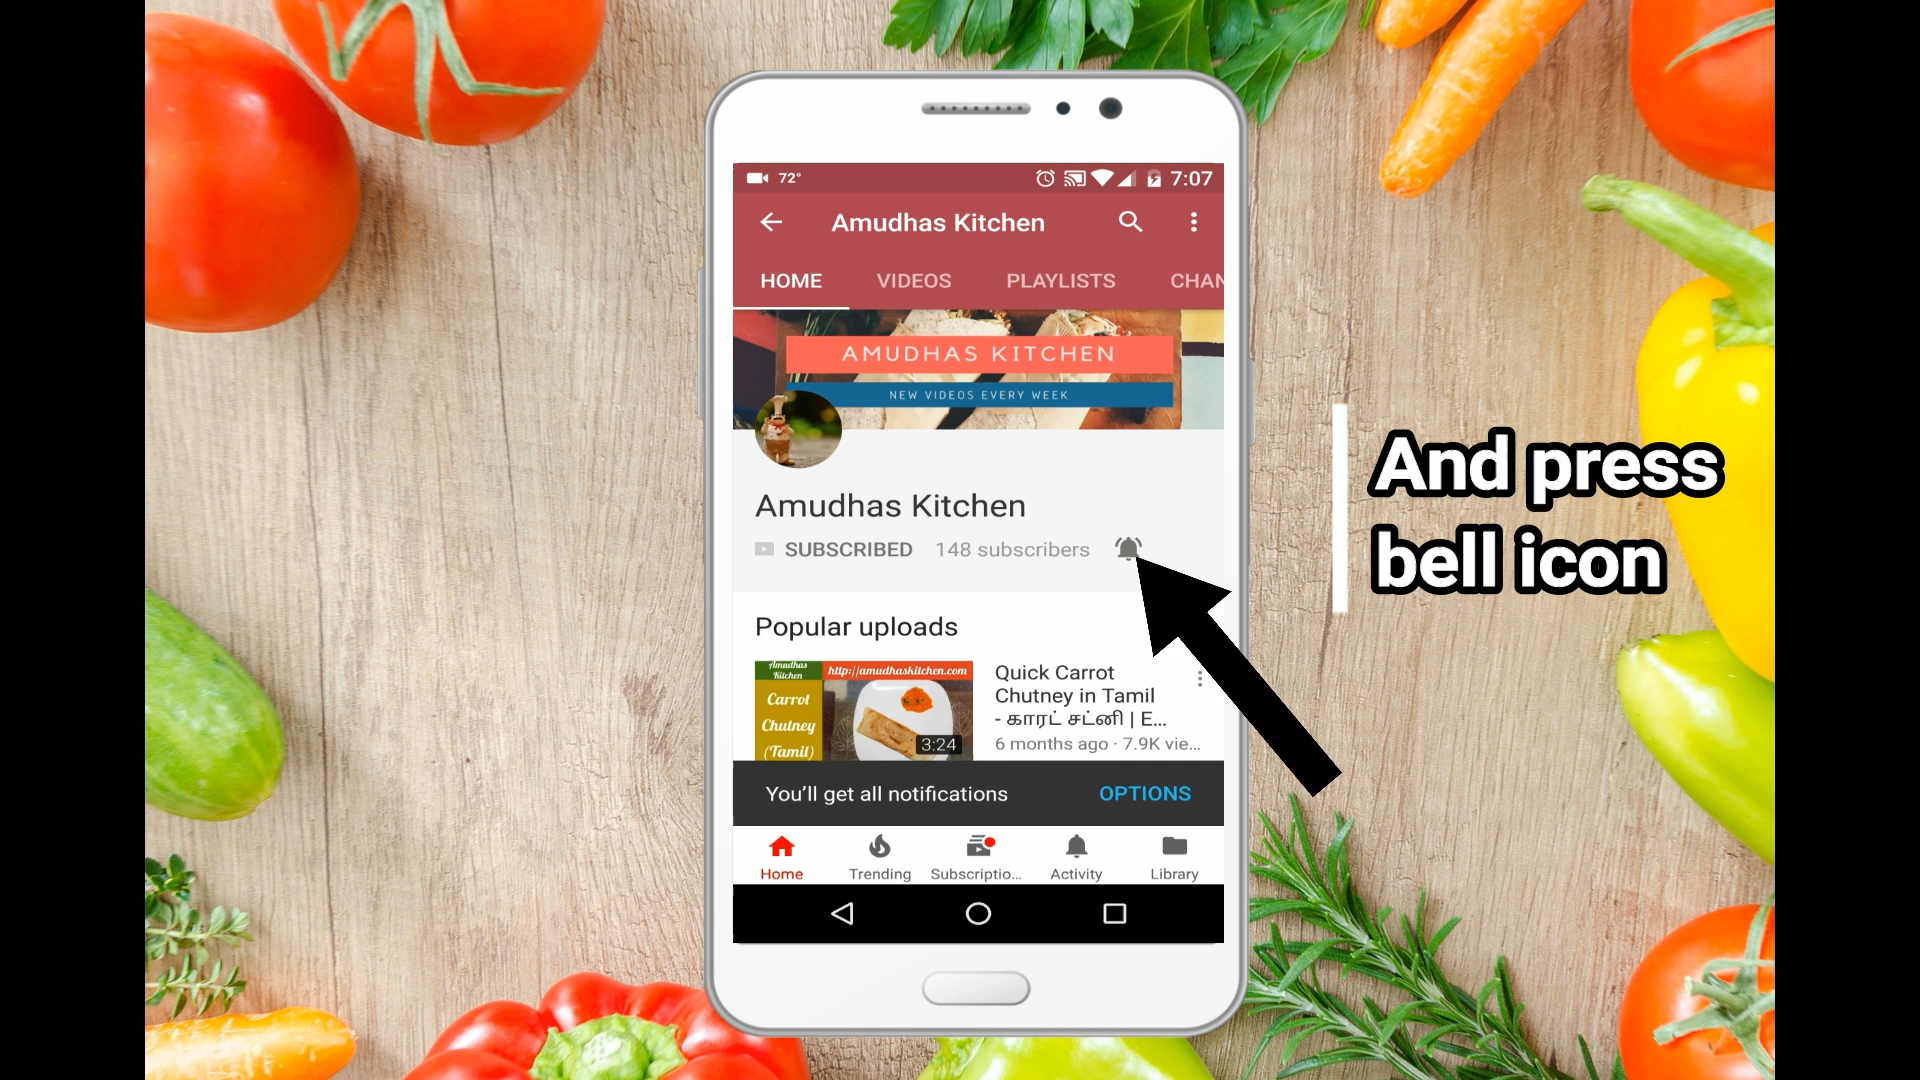 72°
7:07
Amudhas Kitchen
HOME VIDEOS PLAYLISTS CHAN
AMUDHAS KITCHEN
NEW VIDEOS EVERY WEEK
Amudhas Kitchen
SUBSCRIBED 148 subscribers
And press
bell icon
Popular uploads
Amudhas
Kitchen
http://amudhaskitchen.com
Carrot
Chutney
(Tamil)
3:24
Quick Carrot
Chutney in Tamil
- காரட் சட்னி | E...
6 months ago · 7.9K vie...
You'll get all notifications OPTIONS
Home Trending Subscriptio... Activity Library